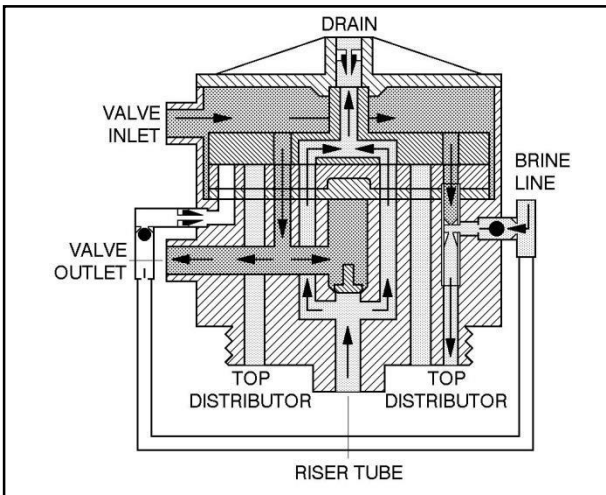 DRAIN
VALVE
INLET
BRINE
LINE
VALVE
OUTLET
TOP
DISTRIBUTOR
TOP
DISTRIBUTOR
RISER TUBE